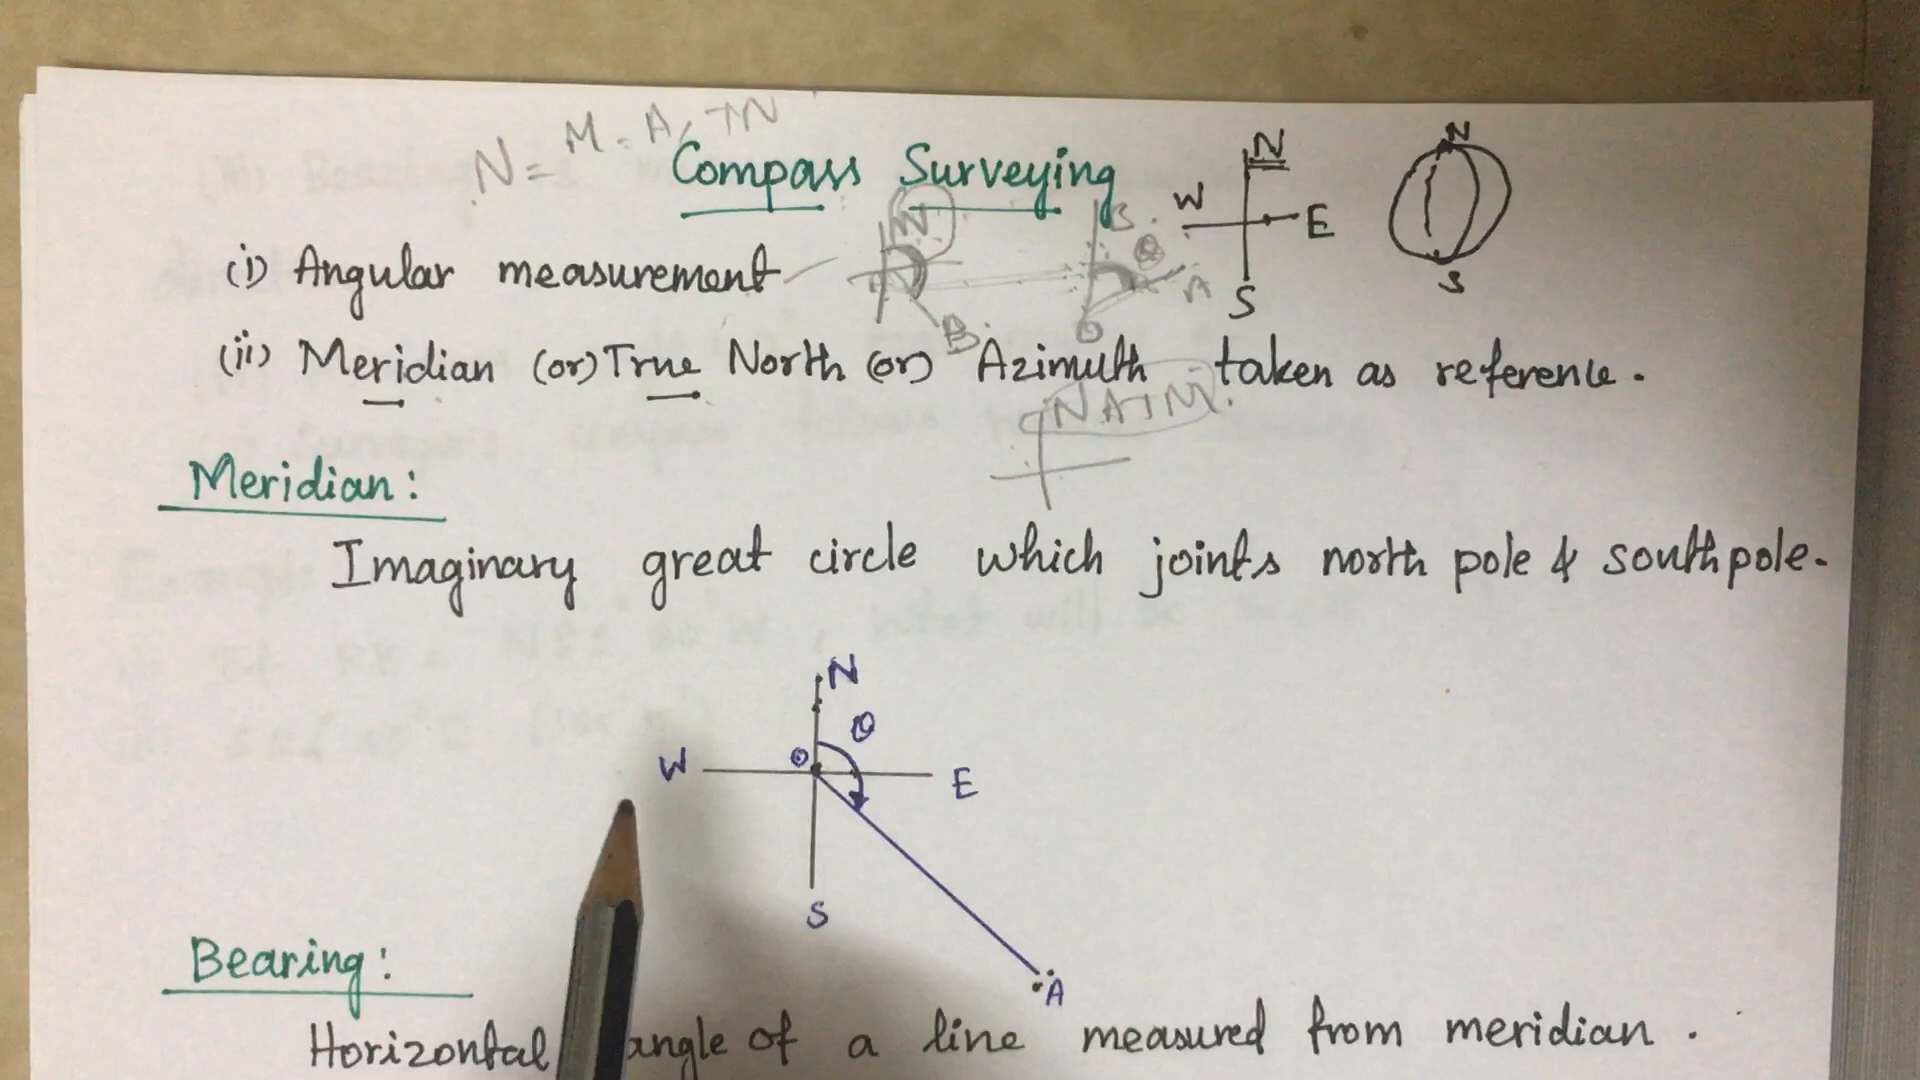 N = M = A, TN
Compass Surveying
N
W E
S
N
S
N
B
B
θ
A
O
(i) Angular measurement
(ii) Meridian (or) True North (or) Azimuth taken as reference.
N A T M
Meridian:
Imaginary great circle which joints north pole & south pole.
N
θ
W O E
S
A
Bearing:
Horizontal angle of a line measured from meridian.